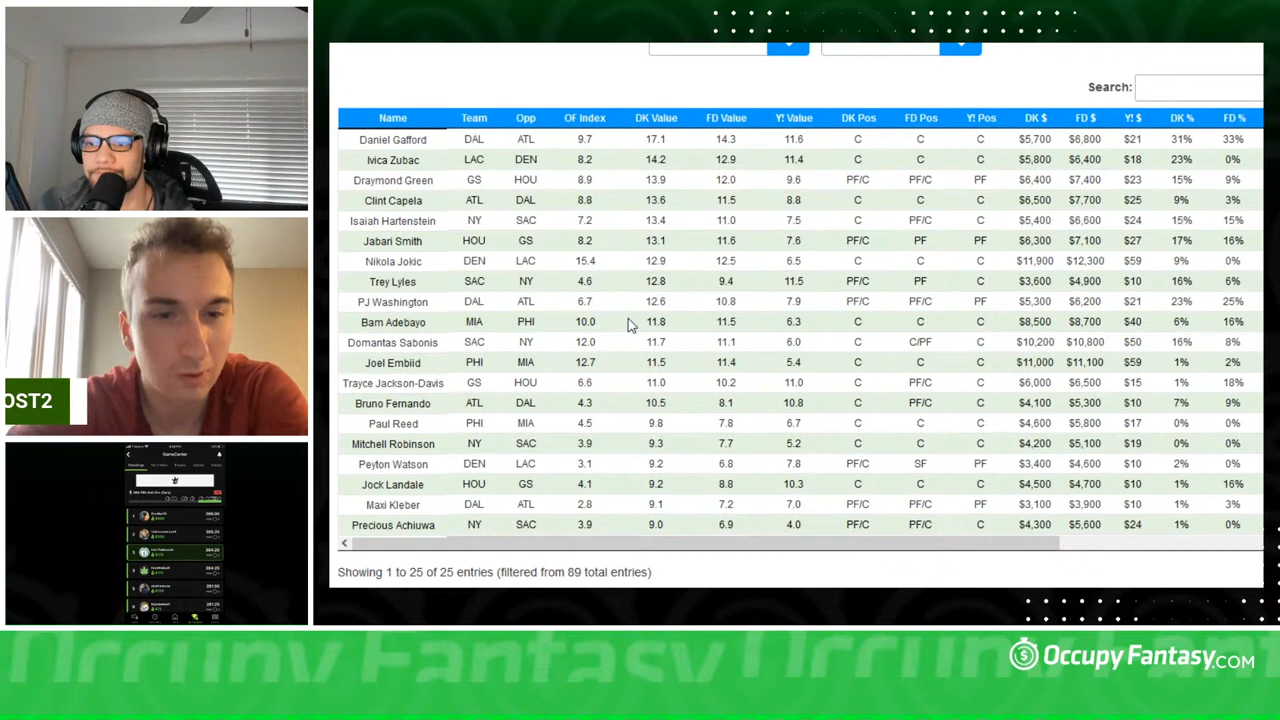 Search:
Name Team Opp OF Index DK Value FD Value Y! Value DK Pos FD Pos Y! Pos DK $ FD $ Y! $ DK % FD %
Daniel Gafford DAL ATL 9.7 17.1 14.3 11.6 C C C $5,700 $6,800 $21 31% 33%
Ivica Zubac LAC DEN 8.2 14.2 12.9 11.4 C C C $5,800 $6,400 $18 23% 0%
Draymond Green GS HOU 8.9 13.9 12.0 9.6 PF/C C PF $6,400 $7,400 $23 15% 9%
Clint Capela ATL DAL 8.8 13.6 11.5 8.8 C C C $6,500 $7,700 $25 9% 3%
Isaiah Hartenstein NY SAC 7.2 13.4 11.0 7.5 C PF/C C $5,400 $6,600 $24 15% 15%
Jabari Smith HOU GS 8.2 13.1 11.6 7.6 PF/C PF PF $6,300 $7,100 $27 17% 16%
Nikola Jokic DEN LAC 15.4 12.9 12.5 6.5 C C C $11,900 $12,300 $59 9% 0%
Trey Lyles SAC NY 4.6 12.8 9.4 11.5 PF/C PF PF $3,600 $4,900 $10 16% 6%
PJ Washington DAL ATL 6.7 12.6 10.8 7.9 PF/C PF/C PF $5,300 $6,200 $21 23% 25%
Bam Adebayo MIA PHI 10.0 11.8 11.5 6.3 C C C $8,500 $8,700 $40 6% 16%
Domantas Sabonis SAC NY 12.0 11.7 11.1 6.0 C C/PF C $10,200 $10,800 $50 16% 8%
Joel Embiid PHI MIA 12.7 11.5 11.4 5.4 C C C $11,000 $11,100 $59 1% 2%
Trayce Jackson-Davis GS HOU 6.6 11.0 10.2 11.0 C PF/C C $6,000 $6,500 $15 1% 18%
Bruno Fernando ATL DAL 4.3 10.5 8.1 10.8 C PF/C C $4,100 $5,300 $10 7% 9%
Paul Reed PHI MIA 4.5 9.8 7.8 6.7 C C C $4,600 $5,800 $17 0% 0%
Mitchell Robinson NY SAC 3.9 9.3 7.7 5.2 C C C $4,200 $5,100 $19 0% 0%
Peyton Watson DEN LAC 3.1 9.2 6.8 7.8 PF/C SF PF $3,400 $4,600 $10 2% 0%
Jock Landale HOU GS 4.1 9.2 8.8 10.3 C C C $4,500 $4,700 $10 1% 16%
Maxi Kleber DAL ATL 2.8 9.1 7.2 7.0 PF/C PF/C C $3,100 $3,900 $10 1% 3%
Precious Achiuwa NY SAC 3.9 9.0 6.9 4.0 PF/C PF/C C $4,300 $5,600 $24 1% 0%
Showing 1 to 25 of 25 entries (filtered from 89 total entries)
OST2
GameCenter
Occupy Fantasy
OccupyFantasy.COM